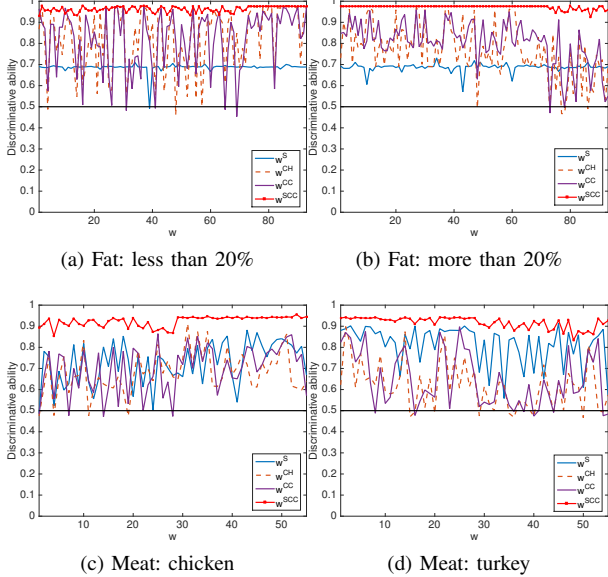 1
0.9
0.8
0.7
0.6
0.5
0.4
0.3
0.2
0.1
0
Discriminative ability
20 40 60 80
w
w^S
w^CH
w^CC
w^SCC
(a) Fat: less than 20%
1
0.9
0.8
0.7
0.6
0.5
0.4
0.3
0.2
0.1
0
Discriminative ability
20 40 60 80
w
w^S
w^CH
w^CC
w^SCC
(b) Fat: more than 20%
1
0.9
0.8
0.7
0.6
0.5
0.4
0.3
0.2
0.1
0
Discriminative ability
10 20 30 40 50
w
w^S
w^CH
w^CC
w^SCC
(c) Meat: chicken
1
0.9
0.8
0.7
0.6
0.5
0.4
0.3
0.2
0.1
0
Discriminative ability
10 20 30 40 50
w
w^S
w^CH
w^CC
w^SCC
(d) Meat: turkey